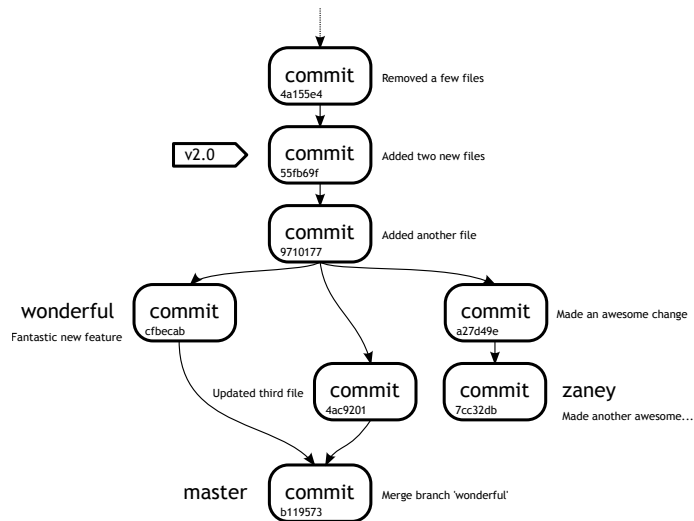 commit
4a155e4
Removed a few files
v2.0
commit
55fb69f
Added two new files
commit
9710177
Added another file
wonderful
Fantastic new feature
commit
cfbecab
commit
a27d49e
Made an awesome change
Updated third file
commit
4ac9201
commit
7cc32db
zaney
Made another awesome...
master
commit
b119573
Merge branch 'wonderful'